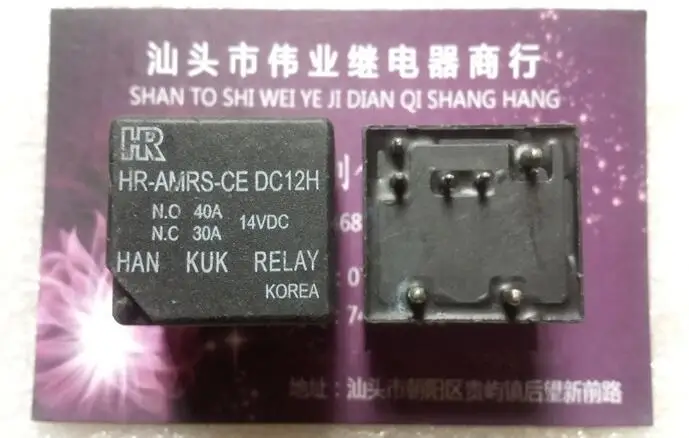 汕头市伟业继电器商行
SHAN TO SHI WEI YE JI DIAN QI SHANG HANG
HR
HR-AMRS-CE DC12H
N.O 40A
14VDC
N.C 30A
HAN KUK RELAY
KOREA
地址:汕头市朝阳区贵屿镇后望新前路